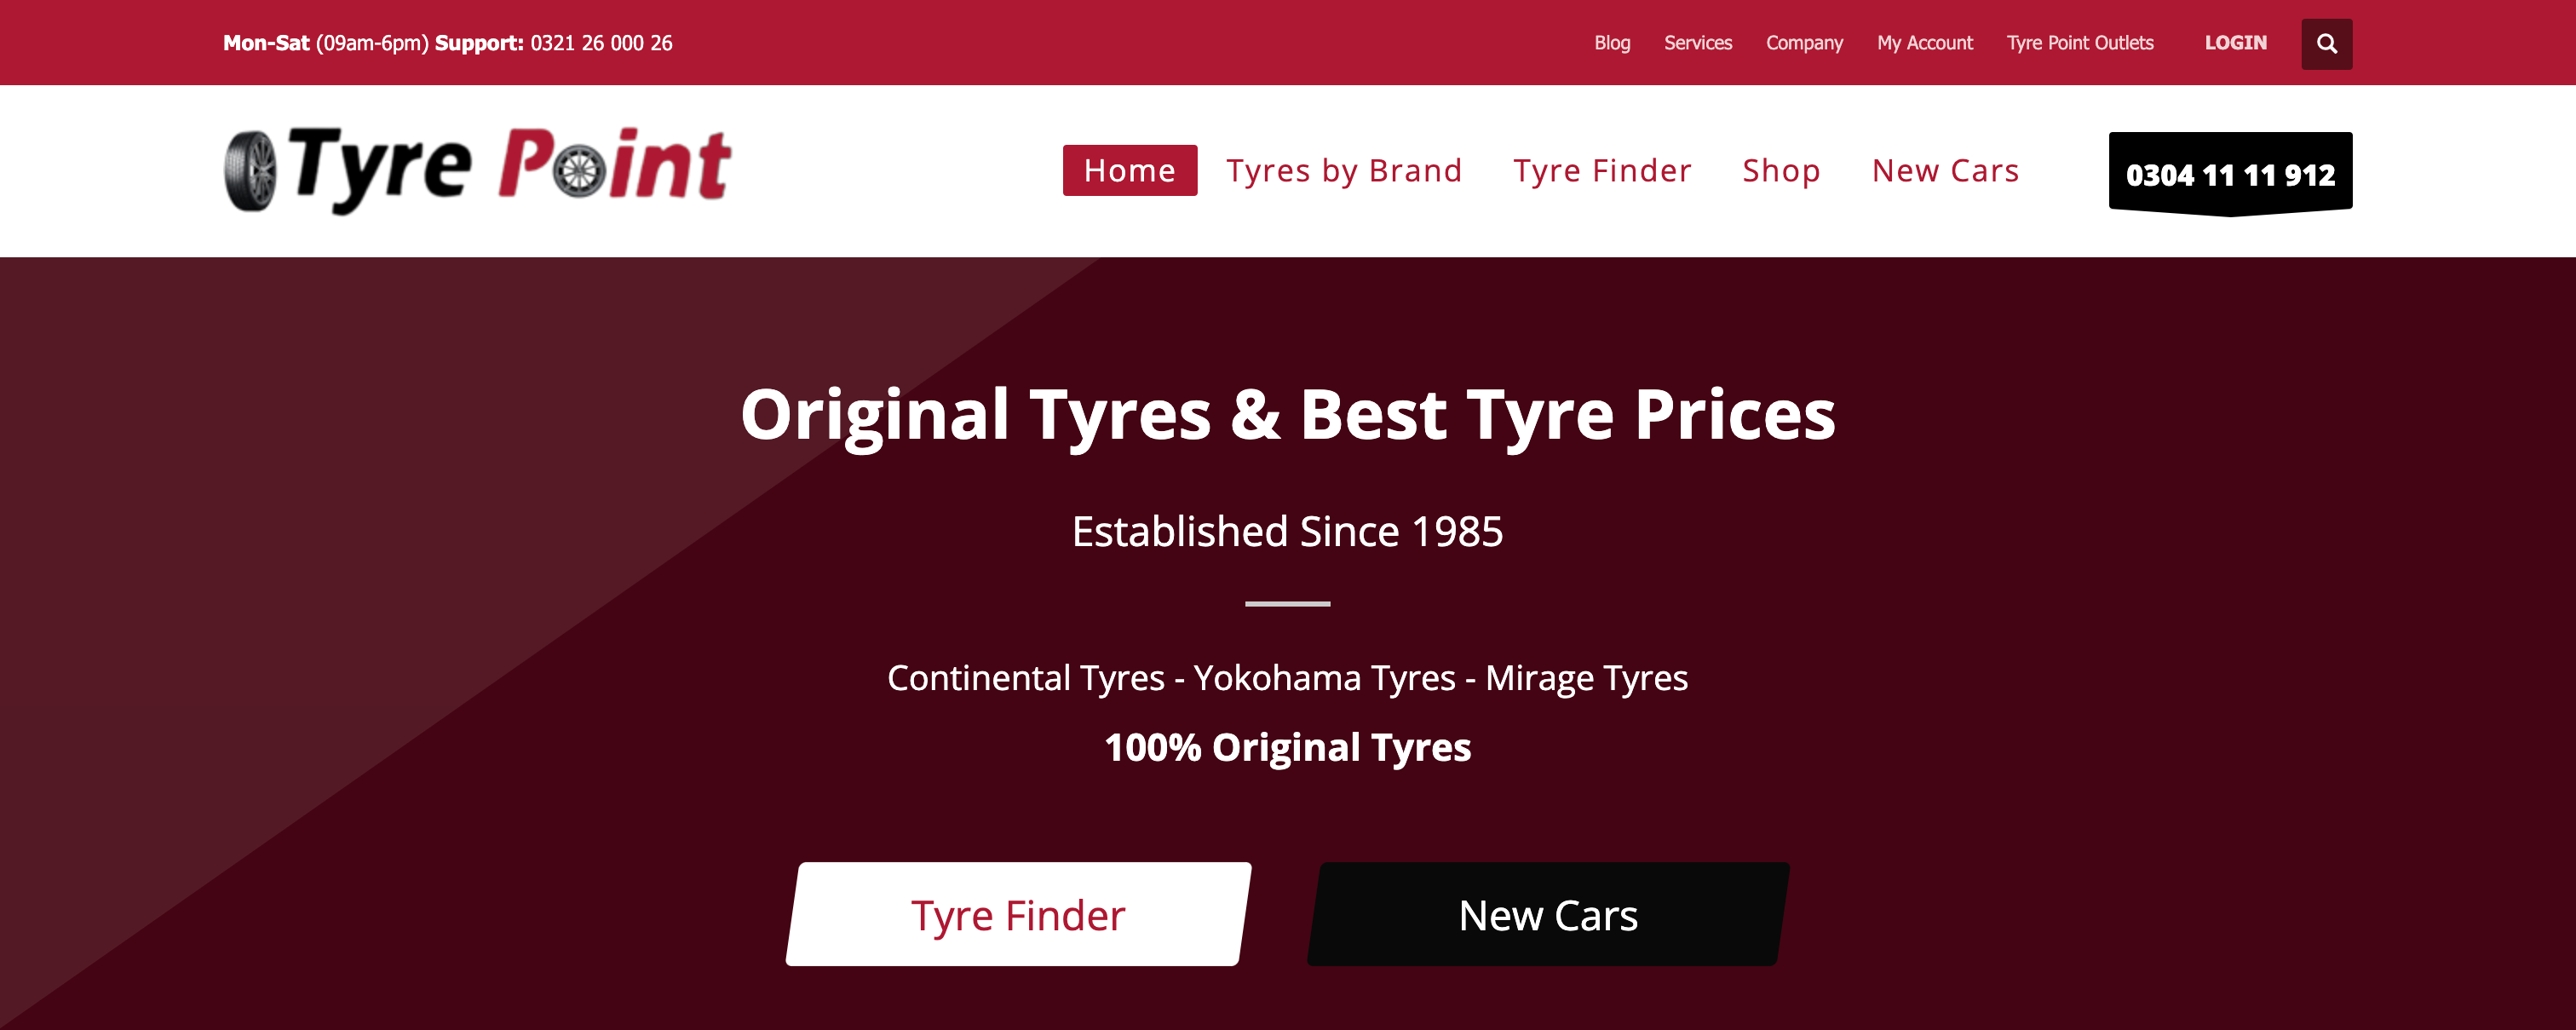 Mon-Sat (09am-6pm) Support: 0321 26 000 26
Blog Services Company My Account Tyre Point Outlets LOGIN
Tyre Point
Home Tyres by Brand Tyre Finder Shop New Cars
0304 11 11 912
Original Tyres & Best Tyre Prices
Established Since 1985
Continental Tyres - Yokohama Tyres - Mirage Tyres
100% Original Tyres
Tyre Finder
New Cars